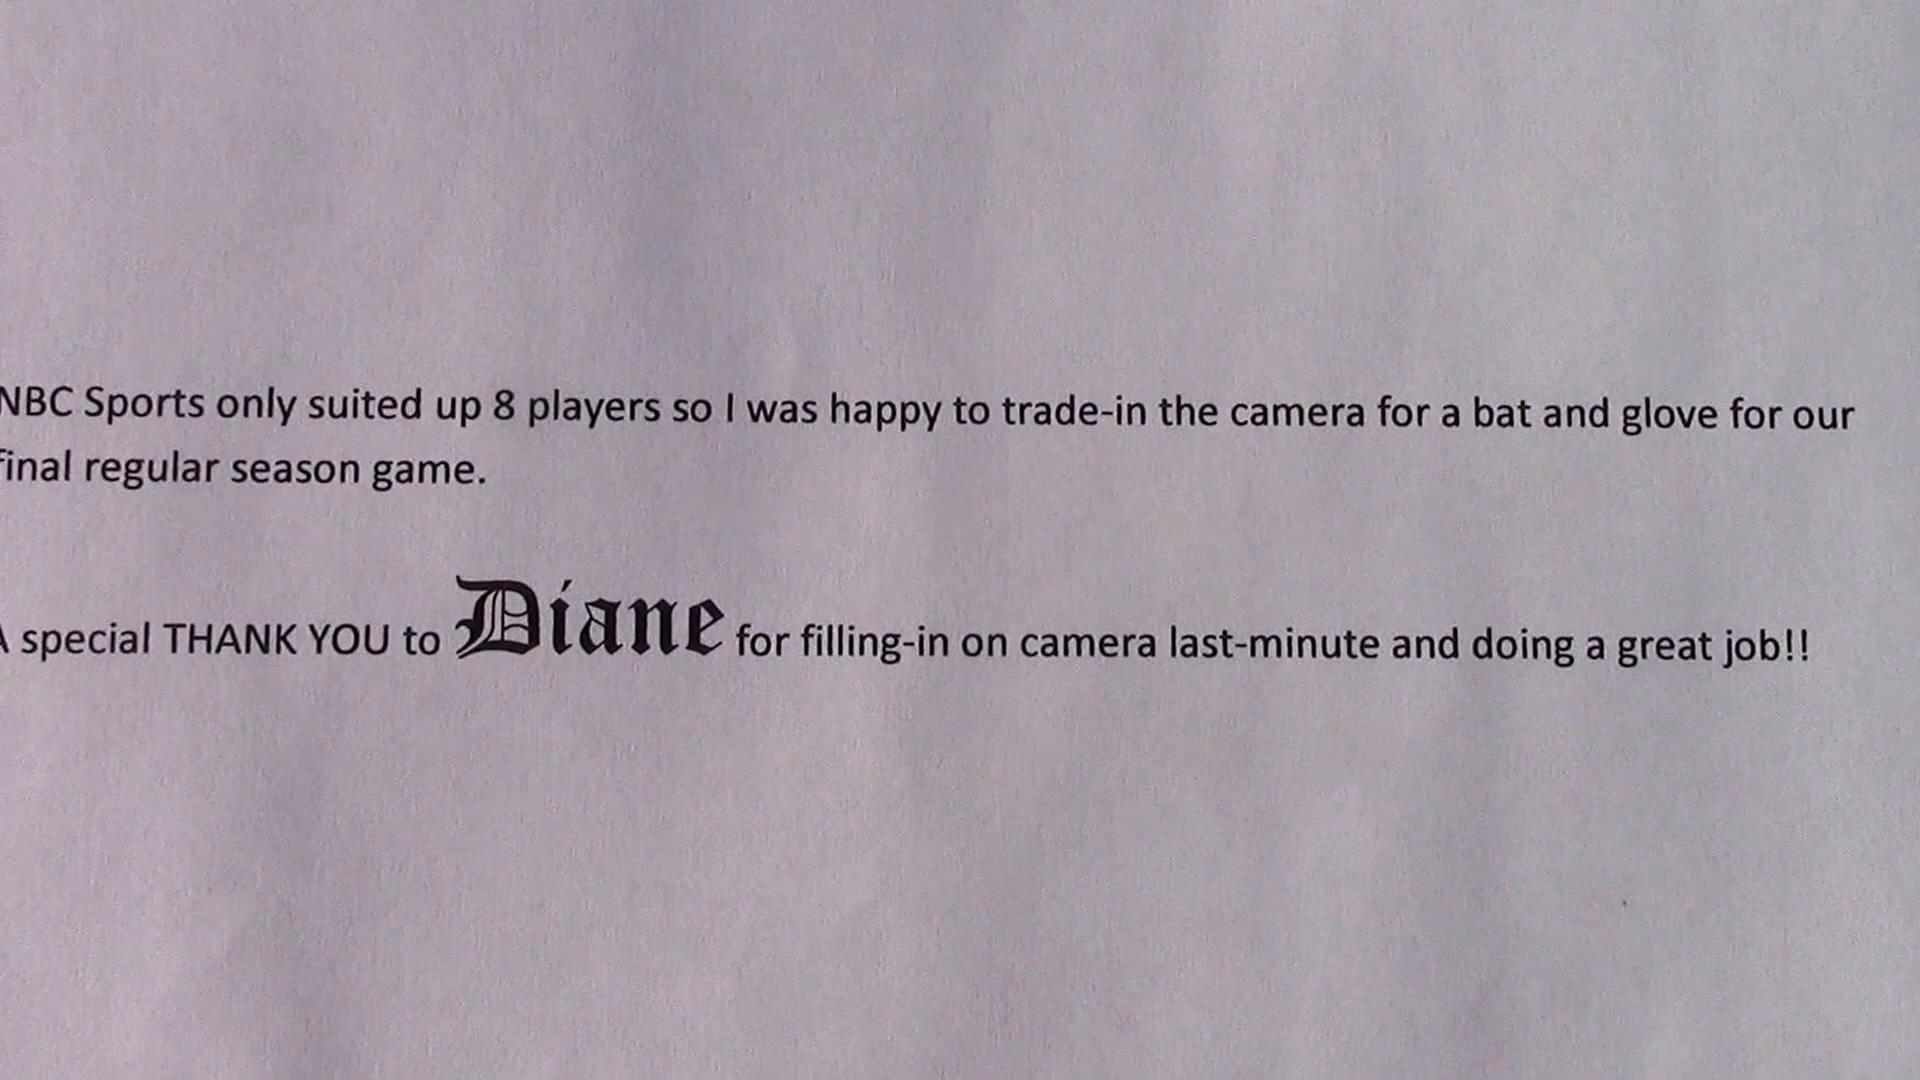 NBC Sports only suited up 8 players so I was happy to trade-in the camera for a bat and glove for our
final regular season game.
A special THANK YOU to Diane for filling-in on camera last-minute and doing a great job!!